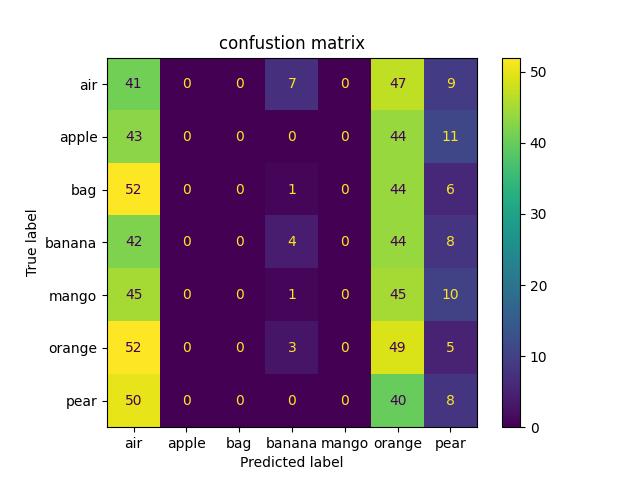 confustion matrix
air 41 0 0 7 0 47 9
apple 43 0 0 0 0 44 11
bag 52 0 0 1 0 44 6
banana 42 0 0 4 0 44 8
mango 45 0 0 1 0 45 10
orange 52 0 0 3 0 49 5
pear 50 0 0 0 0 40 8
air apple bag banana mango orange pear
Predicted label
True label
50
40
30
20
10
0